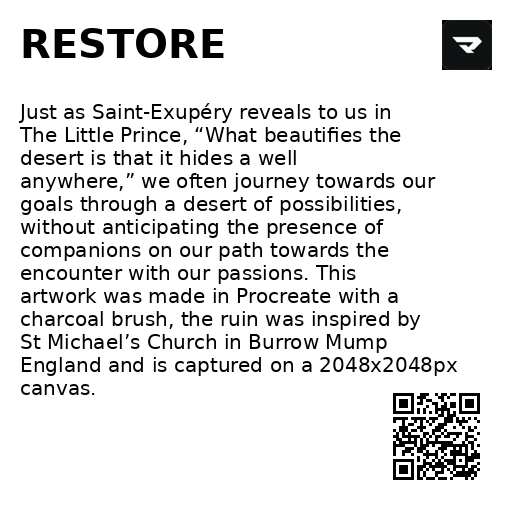 RESTORE
Just as Saint-Exupéry reveals to us in
The Little Prince, “What beautifies the
desert is that it hides a well
anywhere,” we often journey towards our
goals through a desert of possibilities,
without anticipating the presence of
companions on our path towards the
encounter with our passions. This
artwork was made in Procreate with a
charcoal brush, the ruin was inspired by
St Michael’s Church in Burrow Mump
England and is captured on a 2048x2048px
canvas.